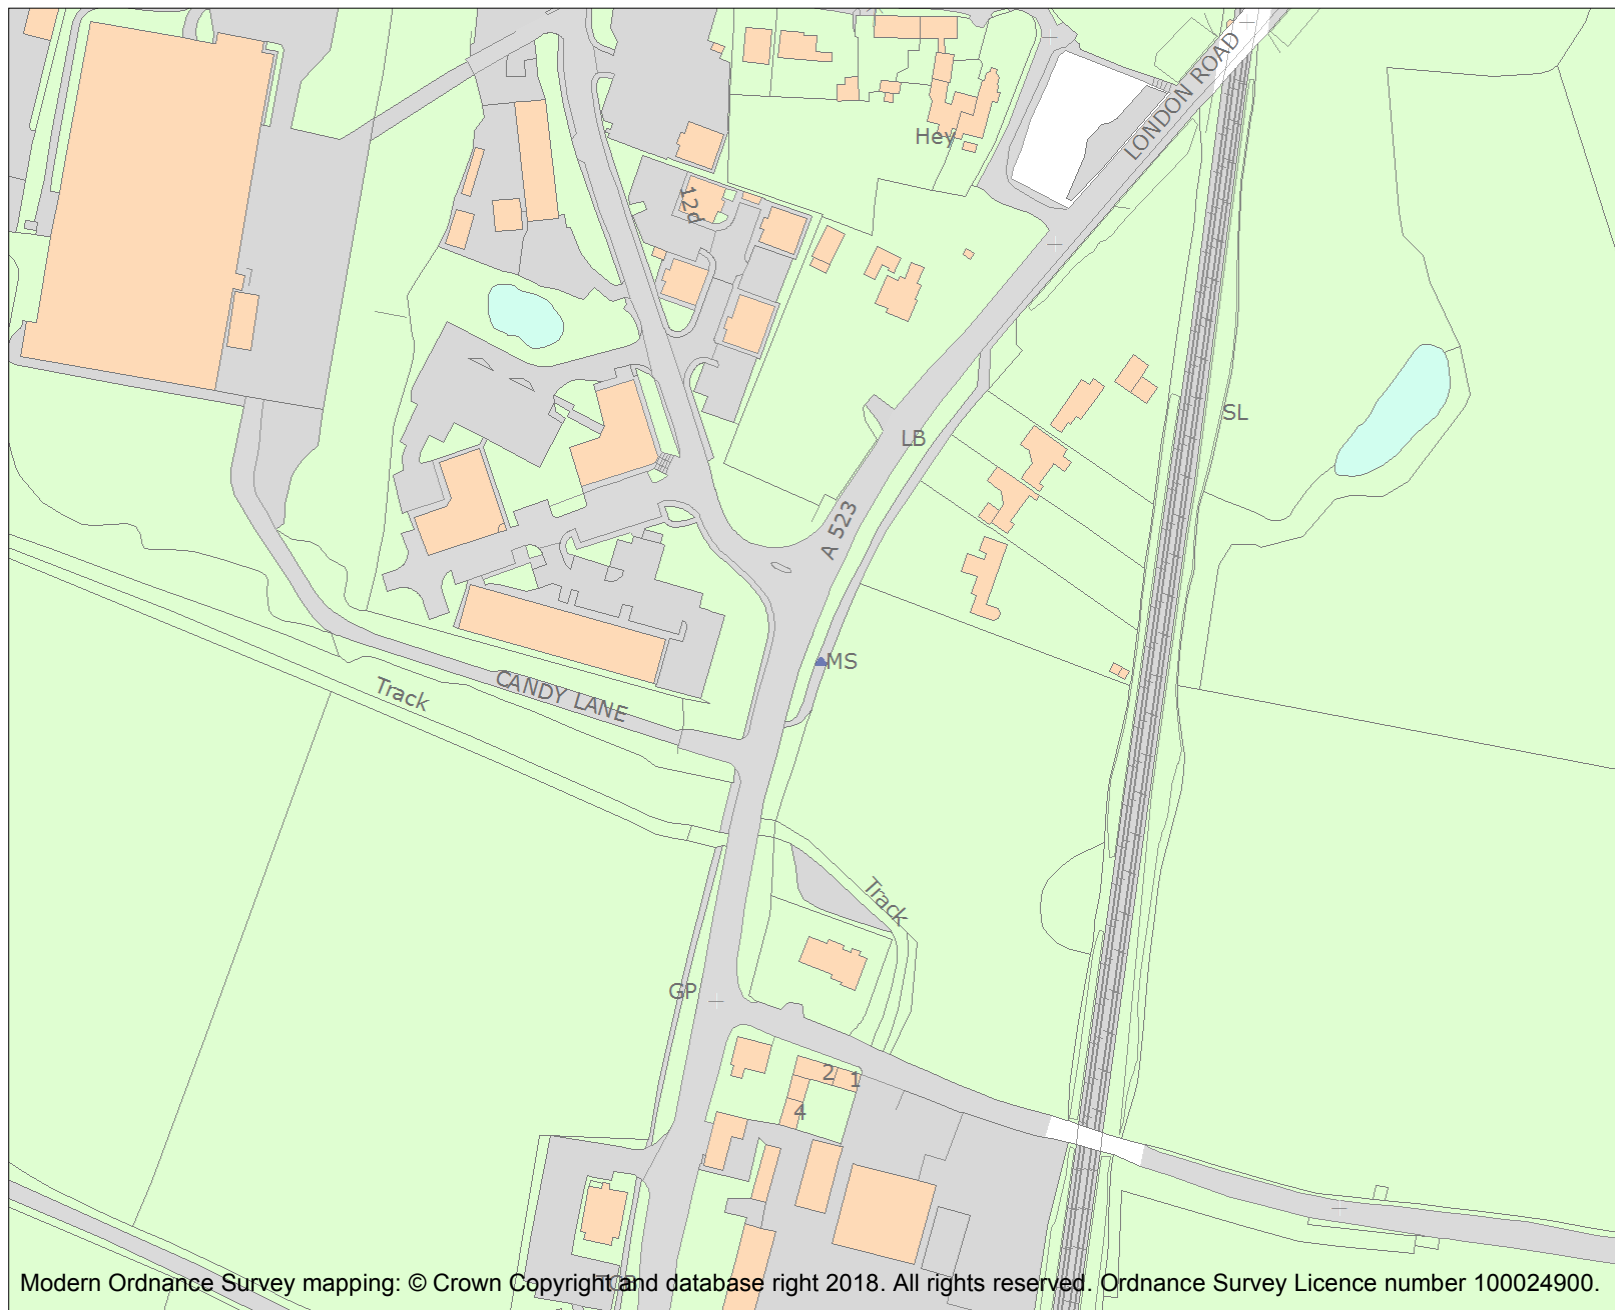 LONDON ROAD
Hey
12d
SL
LB
A 523
MS
CANDY LANE
Track
Track
GP
2
1
4
Modern Ordnance Survey mapping: © Crown Copyright and database right 2018. All rights reserved. Ordnance Survey Licence number 100024900.